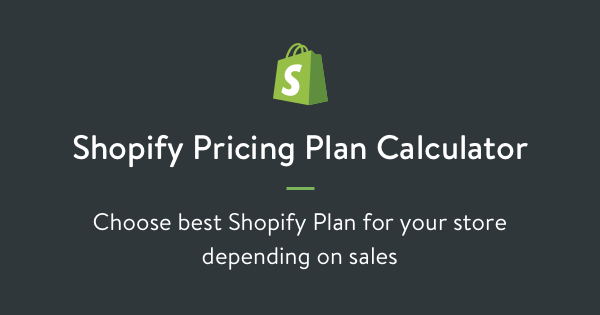 S
Shopify Pricing Plan Calculator
Choose best Shopify Plan for your store
depending on sales